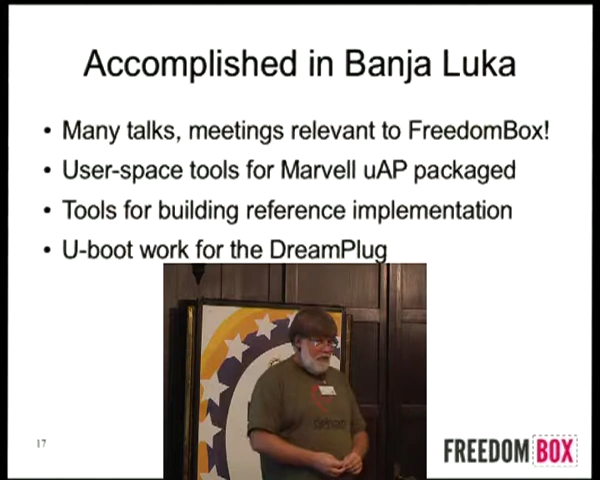 Accomplished in Banja Luka
• Many talks, meetings relevant to FreedomBox!
• User-space tools for Marvell uAP packaged
• Tools for building reference implementation
• U-boot work for the DreamPlug
debian
17
FREEDOM BOX